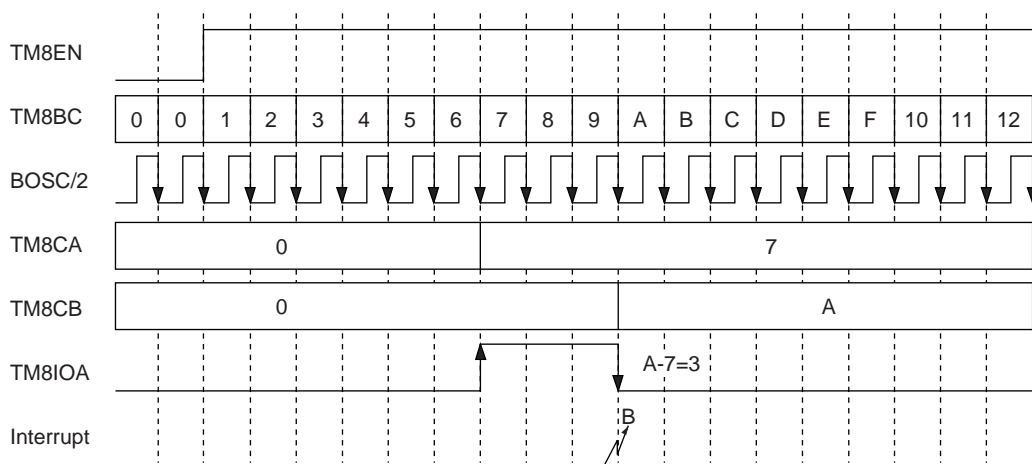 TM8EN
TM8BC 0 0 1 2 3 4 5 6 7 8 9 A B C D E F 10 11 12
BOSC/2
TM8CA 0 7
TM8CB 0 A
TM8IOA A-7=3
Interrupt B